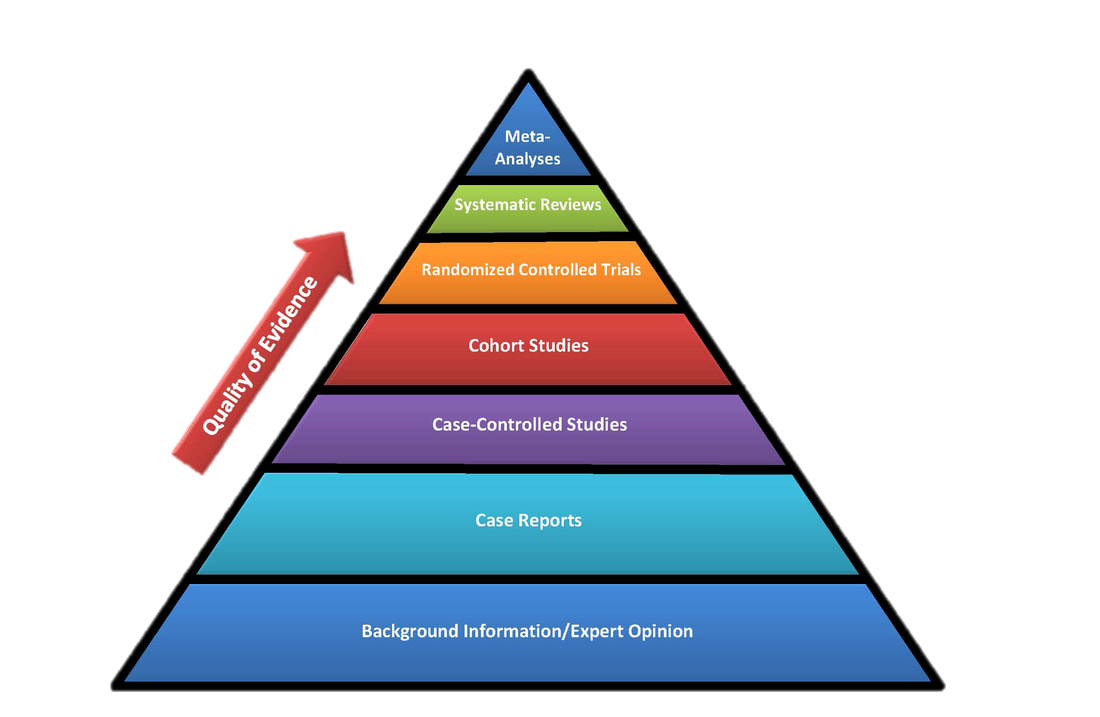 Meta-
Analyses
Systematic Reviews
Randomized Controlled Trials
Cohort Studies
Case-Controlled Studies
Case Reports
Background Information/Expert Opinion
Quality of Evidence